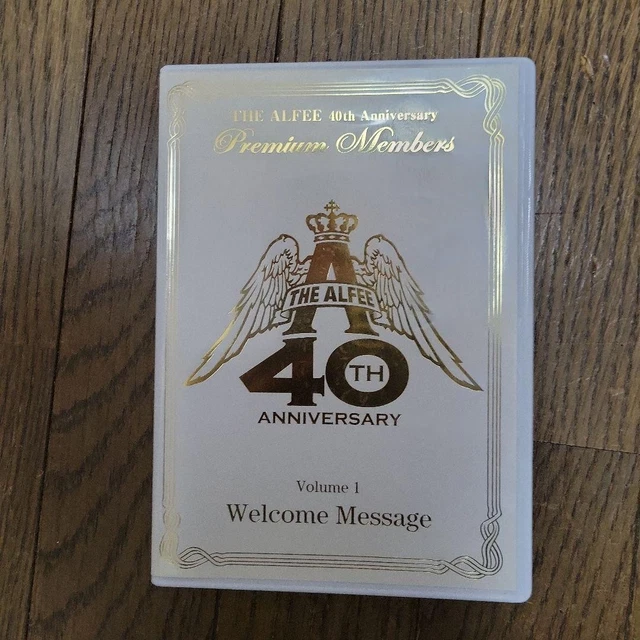 THE ALFEE 40th Anniversary
Premium Members
A
THE ALFEE
40TH
ANNIVERSARY
Volume 1
Welcome Message